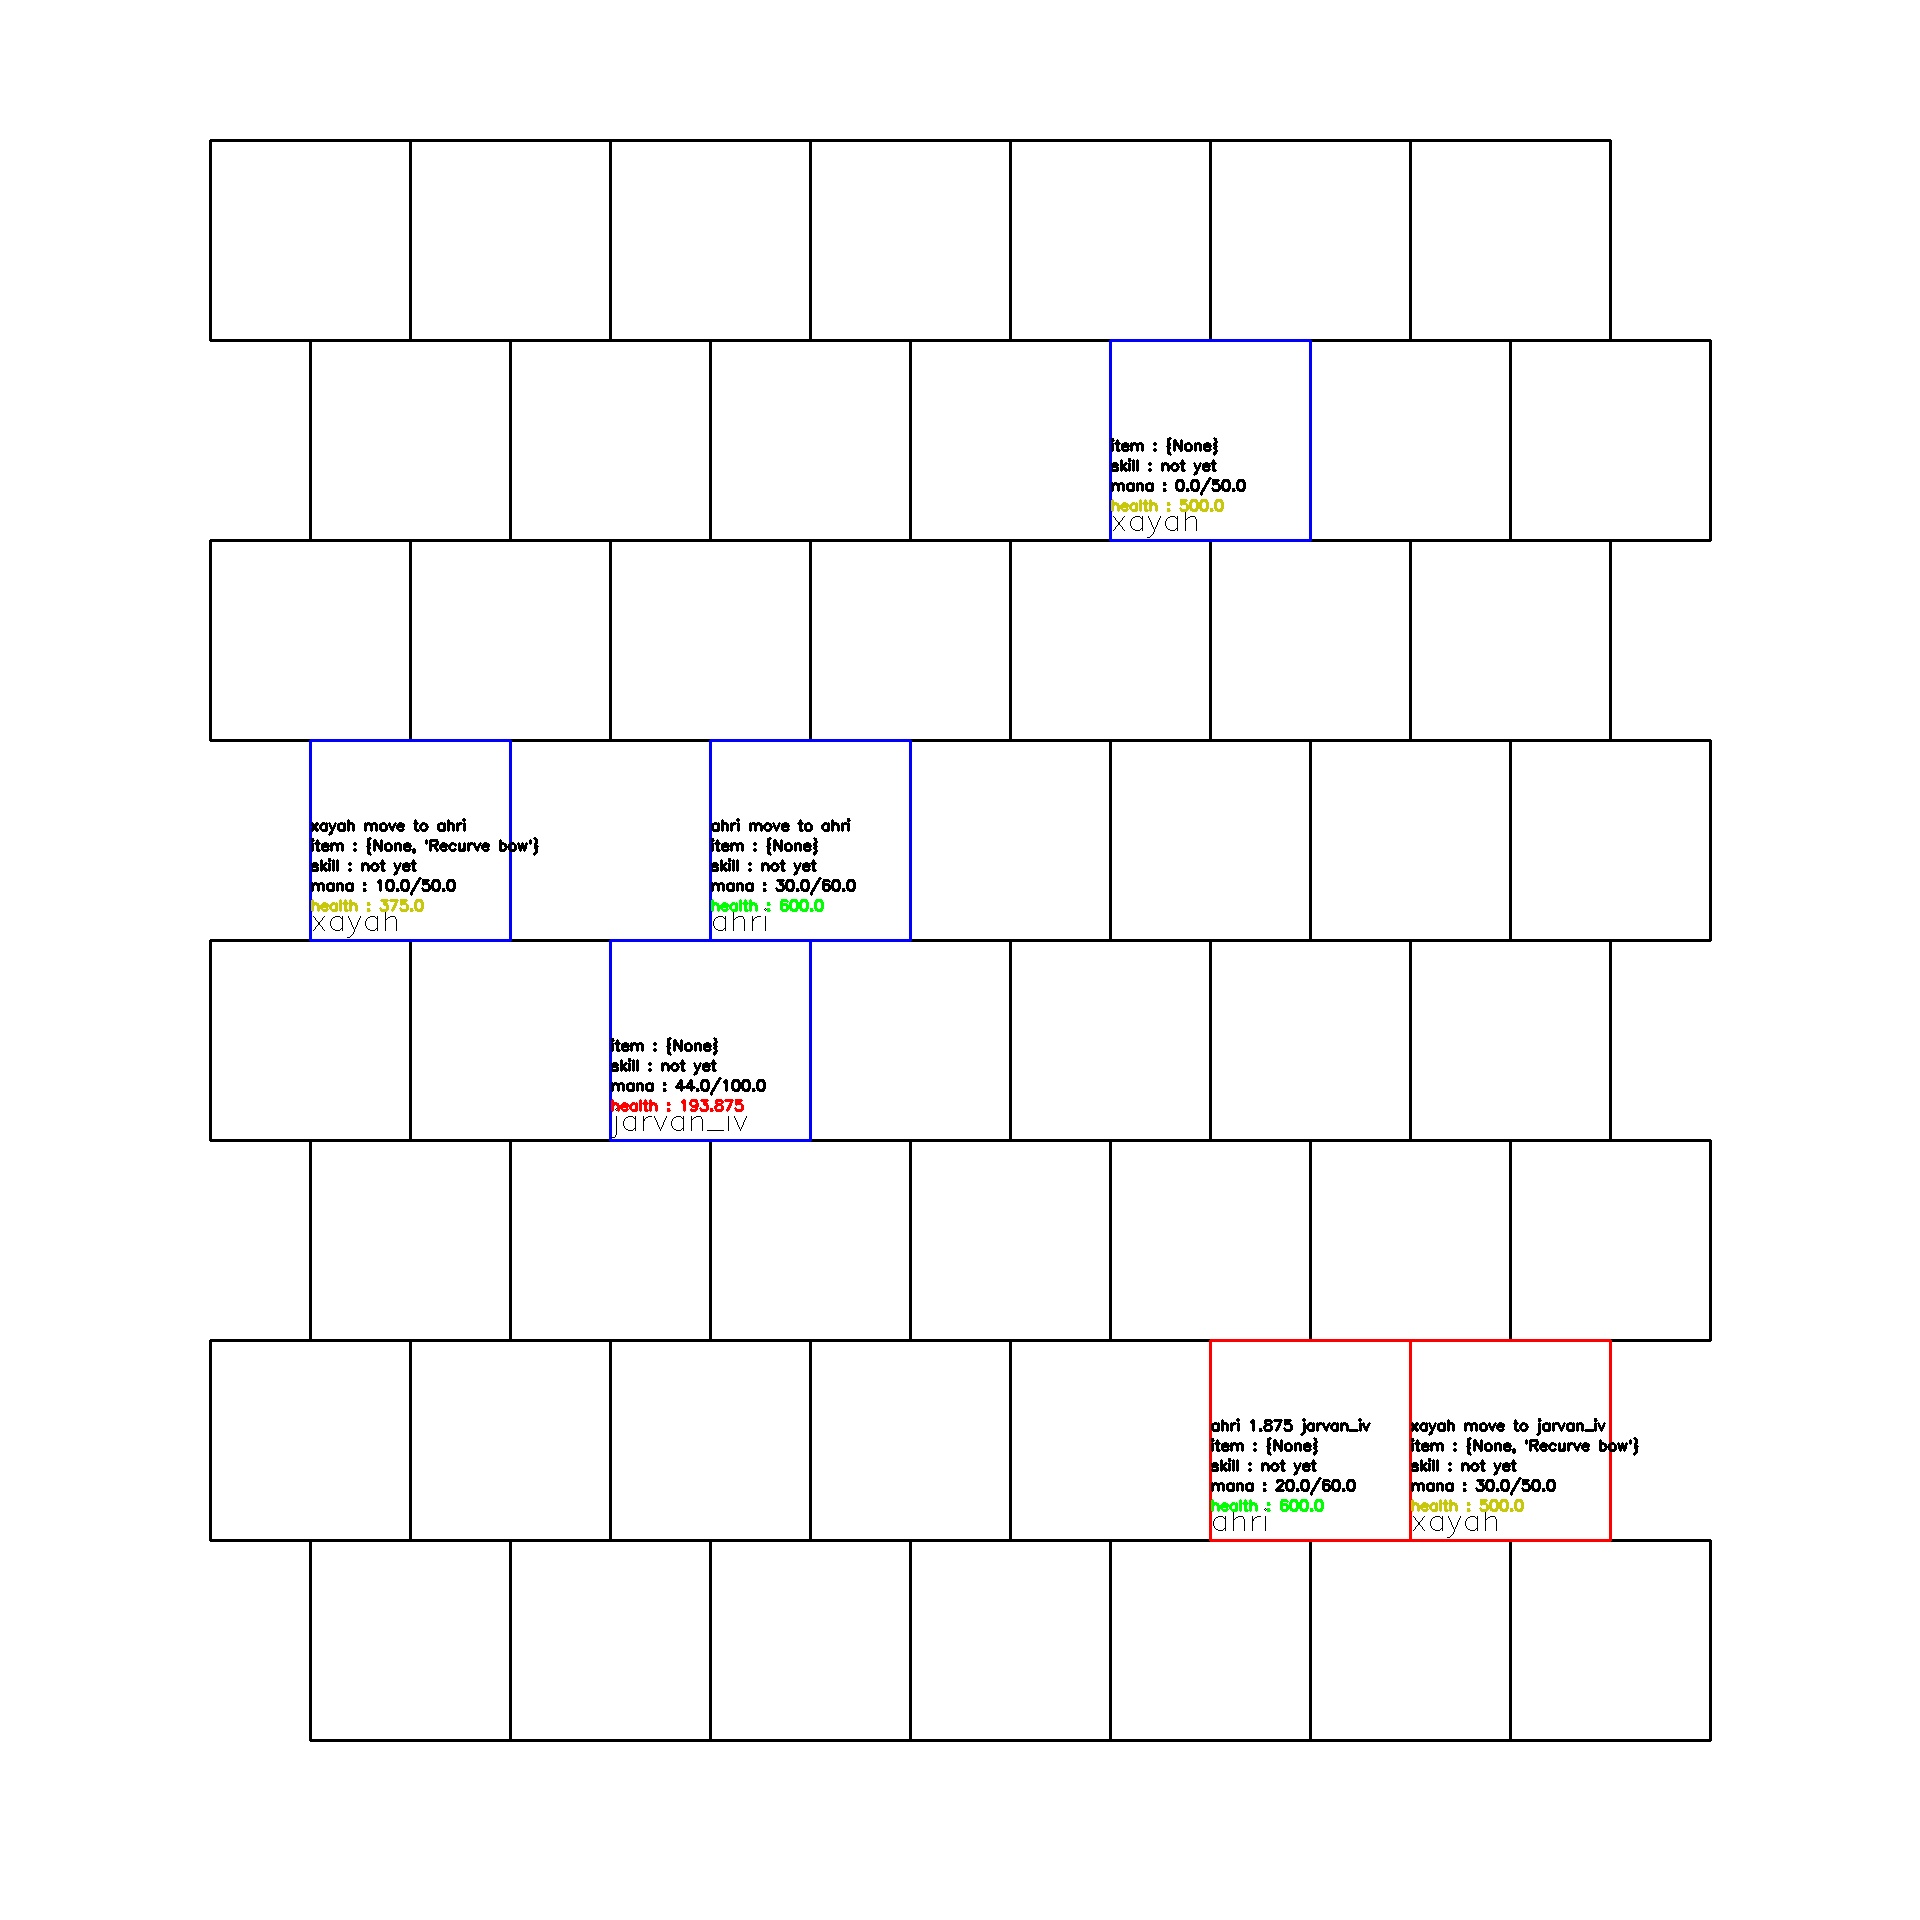 item : {None}
skill : not yet
mana : 0.0/50.0
health : 500.0
xayah
xayah move to ahri
item : {None, 'Recurve bow'}
skill : not yet
mana : 10.0/50.0
health : 375.0
xayah
ahri move to ahri
item : {None}
skill : not yet
mana : 30.0/60.0
health : 600.0
ahri
item : {None}
skill : not yet
mana : 44.0/100.0
health : 193.875
jarvan_iv
ahri 1.875 jarvan_iv
item : {None}
skill : not yet
mana : 20.0/60.0
health : 600.0
ahri
xayah move to jarvan_iv
item : {None, 'Recurve bow'}
skill : not yet
mana : 30.0/50.0
health : 500.0
xayah